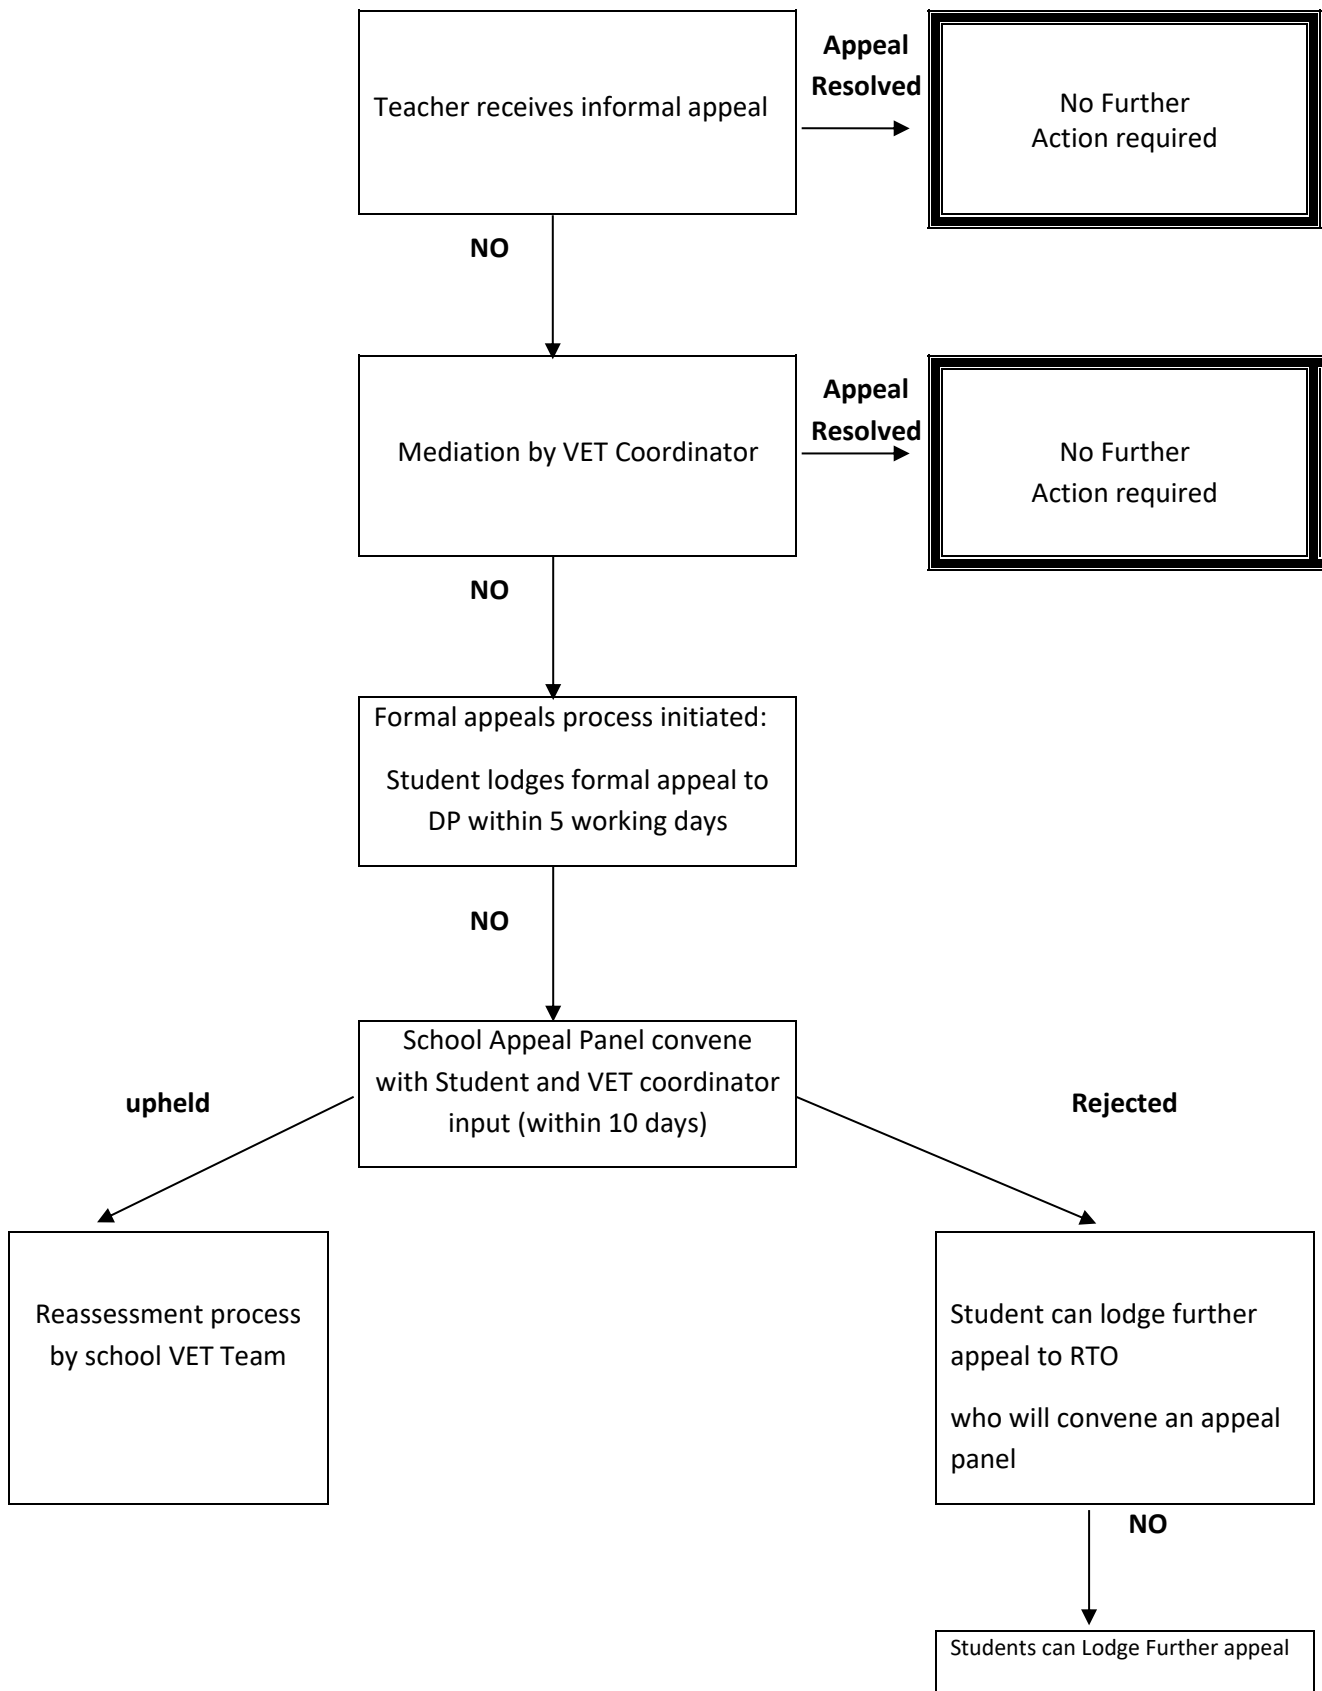 Teacher receives informal appeal
Appeal
Resolved
No Further
Action required
NO
Mediation by VET Coordinator
Appeal
Resolved
No Further
Action required
NO
Formal appeals process initiated:
Student lodges formal appeal to
DP within 5 working days
NO
School Appeal Panel convene
with Student and VET coordinator
input (within 10 days)
upheld
Rejected
Reassessment process
by school VET Team
Student can lodge further
appeal to RTO
who will convene an appeal
panel
NO
Students can Lodge Further appeal